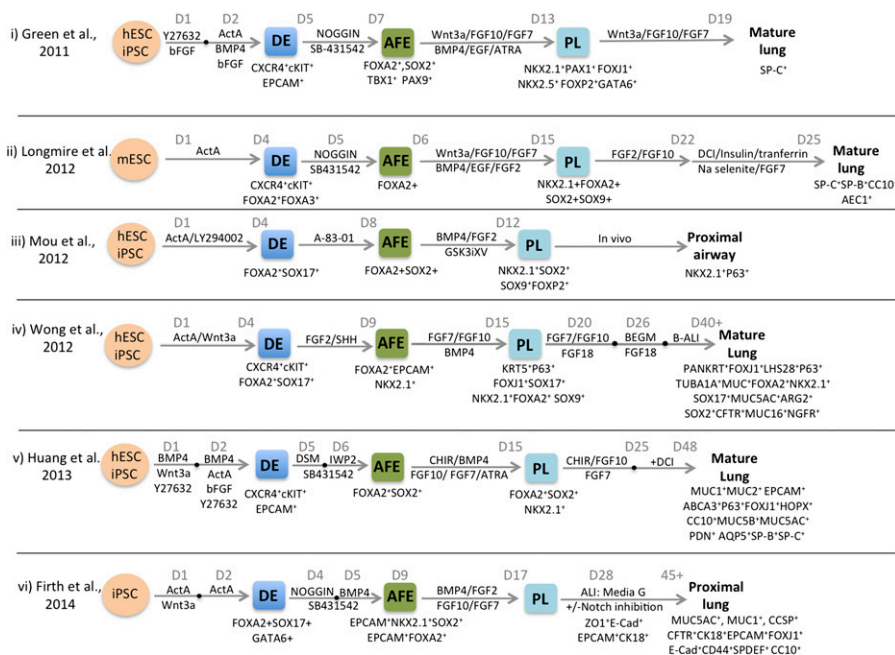 i) Green et al., 2011
hESC iPSC
D1 D2 D5 D7 D13 D19
Y27632 ActA NOGGIN Wnt3a/FGF10/FGF7 Wnt3a/FGF10/FGF7 Mature lung
bFGF BMP4 bFGF DE SB-431542 AFE BMP4/EGF/ATRA PL
CXCR4⁺cKIT⁺ FOXA2⁺,SOX2⁺ NKX2.1⁺PAX1⁺ FOXJ1⁺ SP-C⁺
EPCAM⁺ TBX1⁺ PAX9⁺ NKX2.5⁺ FOXP2⁺GATA6⁺
ii) Longmire et al. 2012
mESC
D1 D4 D5 D6 D15 D22 D25
ActA NOGGIN Wnt3a/FGF10/FGF7 FGF2/FGF10 DCI/Insulin/tranferrin Mature lung
DE SB431542 AFE BMP4/EGF/FGF2 PL Na selenite/FGF7
CXCR4⁺cKIT⁺ FOXA2+ NKX2.1+FOXA2+ SP-C⁺SP-B⁺CC10
FOXA2⁺FOXA3⁺ SOX2+SOX9+ AEC1⁺
iii) Mou et al., 2012
hESC iPSC
D1 D4 D8 D12
ActA/LY294002 A-83-01 BMP4/FGF2 In vivo Proximal airway
DE AFE GSK3iXV PL
FOXA2⁺SOX17⁺ FOXA2+SOX2+ NKX2.1⁺SOX2⁺ NKX2.1⁺P63⁺
SOX9⁺FOXP2⁺
iv) Wong et al., 2012
hESC iPSC
D1 D4 D9 D15 D20 D26 D40+
ActA/Wnt3a FGF2/SHH FGF7/FGF10 FGF7/FGF10 BEGM B-ALI Mature Lung
DE AFE BMP4 PL FGF18 FGF18
CXCR4⁺cKIT⁺ FOXA2⁺EPCAM⁺ KRT5⁺P63⁺ PANKRT⁺FOXJ1⁺LHS28⁺P63⁺
FOXA2⁺SOX17⁺ NKX2.1⁺ FOXJ1⁺SOX17⁺ TUBA1A⁺MUC⁺FOXA2⁺NKX2.1⁺
NKX2.1⁺FOXA2⁺ SOX9⁺ SOX17⁺MUC5AC⁺ARG2⁺
SOX2⁺CFTR⁺MUC16⁺NGFR⁺
v) Huang et al. 2013
hESC iPSC
D1 D2 D5 D6 D15 D25 D48
BMP4 BMP4 DSM IWP2 CHIR/BMP4 CHIR/FGF10 +DCI Mature Lung
Wnt3a Y27632 ActA bFGF Y27632 DE SB431542 AFE FGF10/ FGF7/ATRA PL FGF7
CXCR4⁺cKIT⁺ FOXA2⁺SOX2⁺ FOXA2⁺SOX2⁺ MUC1⁺MUC2⁺ EPCAM⁺
EPCAM⁺ NKX2.1⁺ ABCA3⁺P63⁺FOXJ1⁺HOPX⁺
CC10⁺MUC5B⁺MUC5AC⁺
PDN⁺ AQP5⁺SP-B⁺SP-C⁺
vi) Firth et al., 2014
iPSC
D1 D2 D4 D5 D9 D17 D28 45+
ActA ActA NOGGIN BMP4 BMP4/FGF2 ALI: Media G Proximal lung
Wnt3a DE SB431542 AFE FGF10/FGF7 PL +/-Notch inhibition
FOXA2+SOX17+ EPCAM⁺NKX2.1⁺SOX2⁺ ZO1⁺E-Cad⁺ MUC5AC⁺, MUC1⁺, CCSP⁺
GATA6+ EPCAM⁺FOXA2⁺ EPCAM⁺CK18⁺ CFTR⁺CK18⁺EPCAM⁺FOXJ1⁺
E-Cad⁺CD44⁺SPDEF⁺CC10⁺